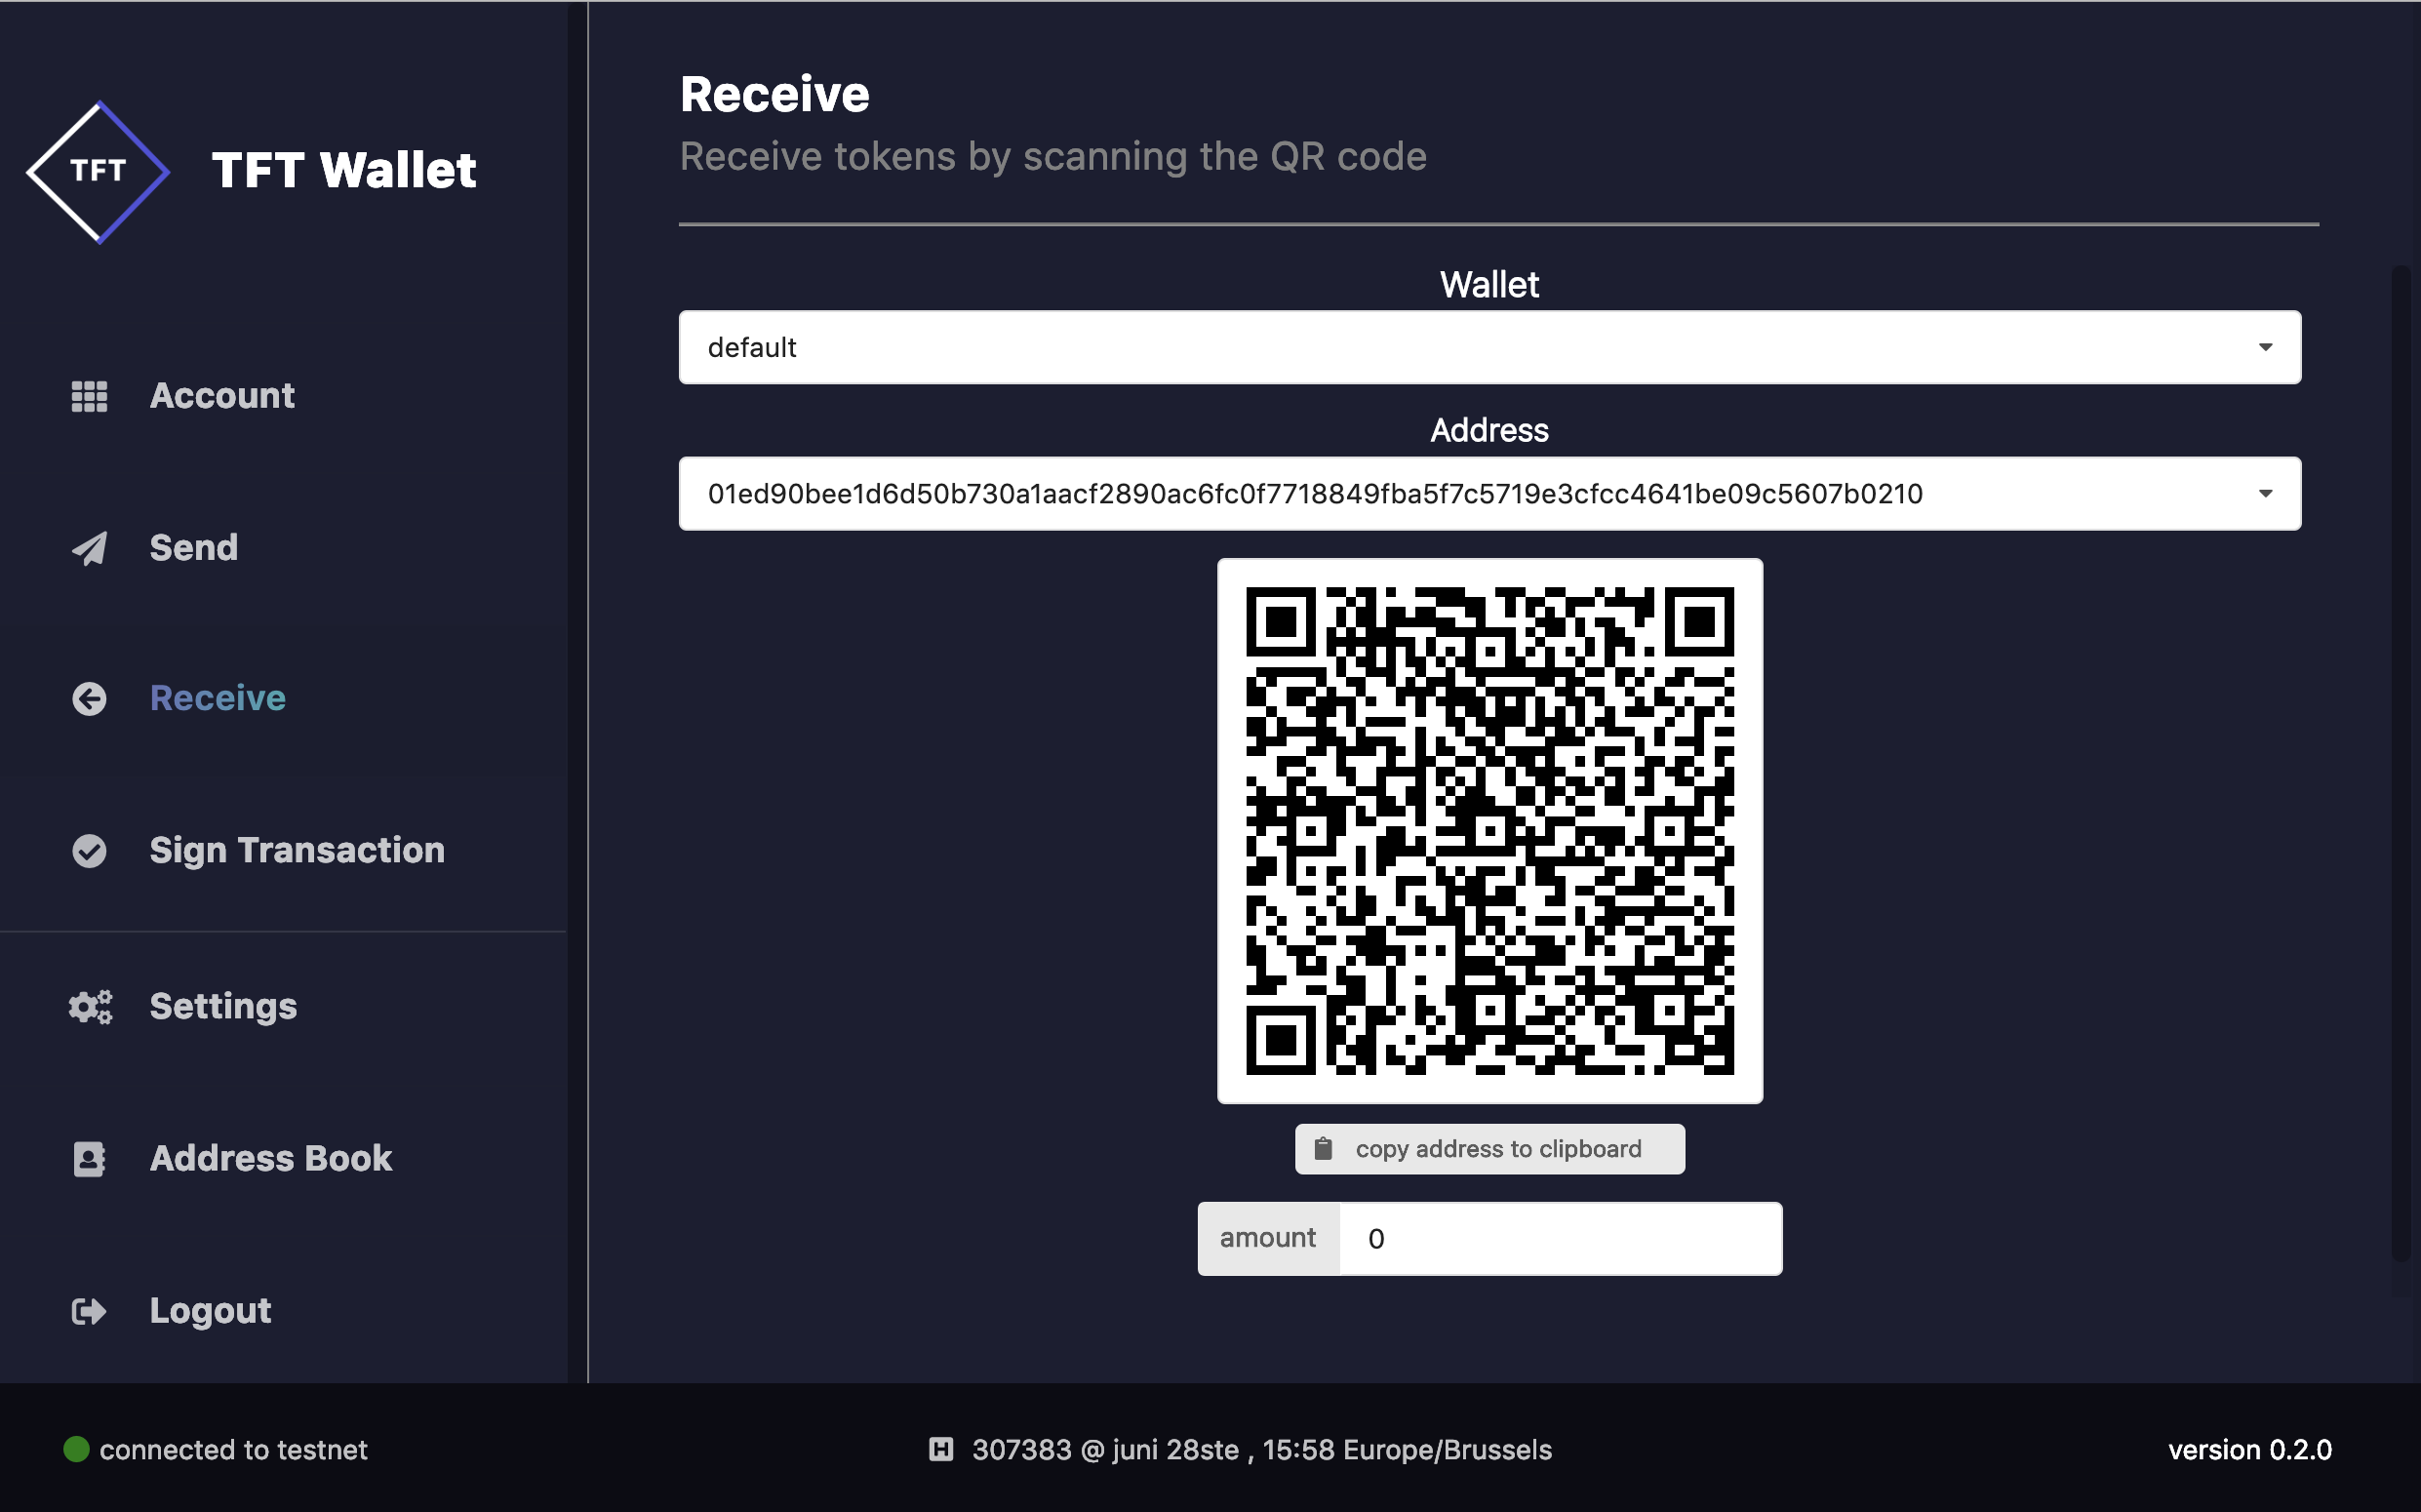 TFT
TFT Wallet
Account
Send
Receive
Sign Transaction
Settings
Address Book
Logout
Receive
Receive tokens by scanning the QR code
Wallet
default
Address
01ed90bee1d6d50b730a1aacf2890ac6fc0f7718849fba5f7c5719e3cfcc4641be09c5607b0210
copy address to clipboard
amount 0
connected to testnet
H 307383 @ juni 28ste , 15:58 Europe/Brussels
version 0.2.0